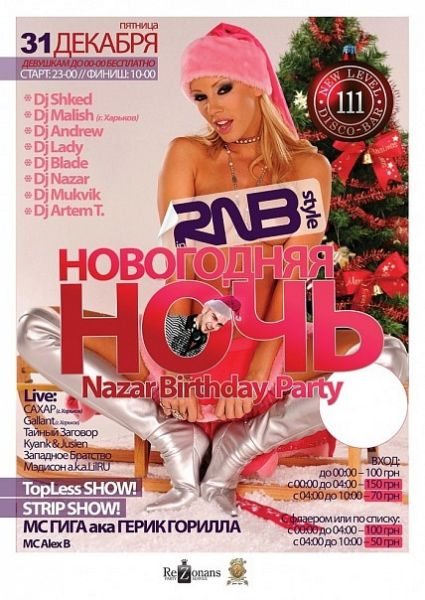 пятница
31 ДЕКАБРЯ
ДЕВУШКАМ ДО 00-00 БЕСПЛАТНО
СТАРТ: 23-00 // ФИНИШ: 10-00
* Dj Shked
* Dj Malish (г. Харьков)
* Dj Andrew
* Dj Lady
* Dj Blade
* Dj Nazar
* Dj Mukvik
* Dj Artem T.
NEW LEVEL
111
DISCO-BAR
in RNB style
НОВОГОДНЯЯ
НОЧЬ
Nazar Birthday Party
Live:
САХАР (г. Харьков)
Gallant (г. Харьков)
Тайный Заговор
Kyank & Jusien
Западное Братство
Мэдисон a.k.a. LilRU
TopLess SHOW!
STRIP SHOW!
МС ГИГА ака ГЕРИК ГОРИЛЛА
MC Alex B
ВХОД:
до 00:00 – 100 грн
с 00:00 до 04:00 – 150 грн
с 04:00 до 10:00 – 70 грн
С флаером или по списку:
с 00:00 до 04:00 – 100 грн
с 04:00 до 10:00 – 50 грн
ReZonans